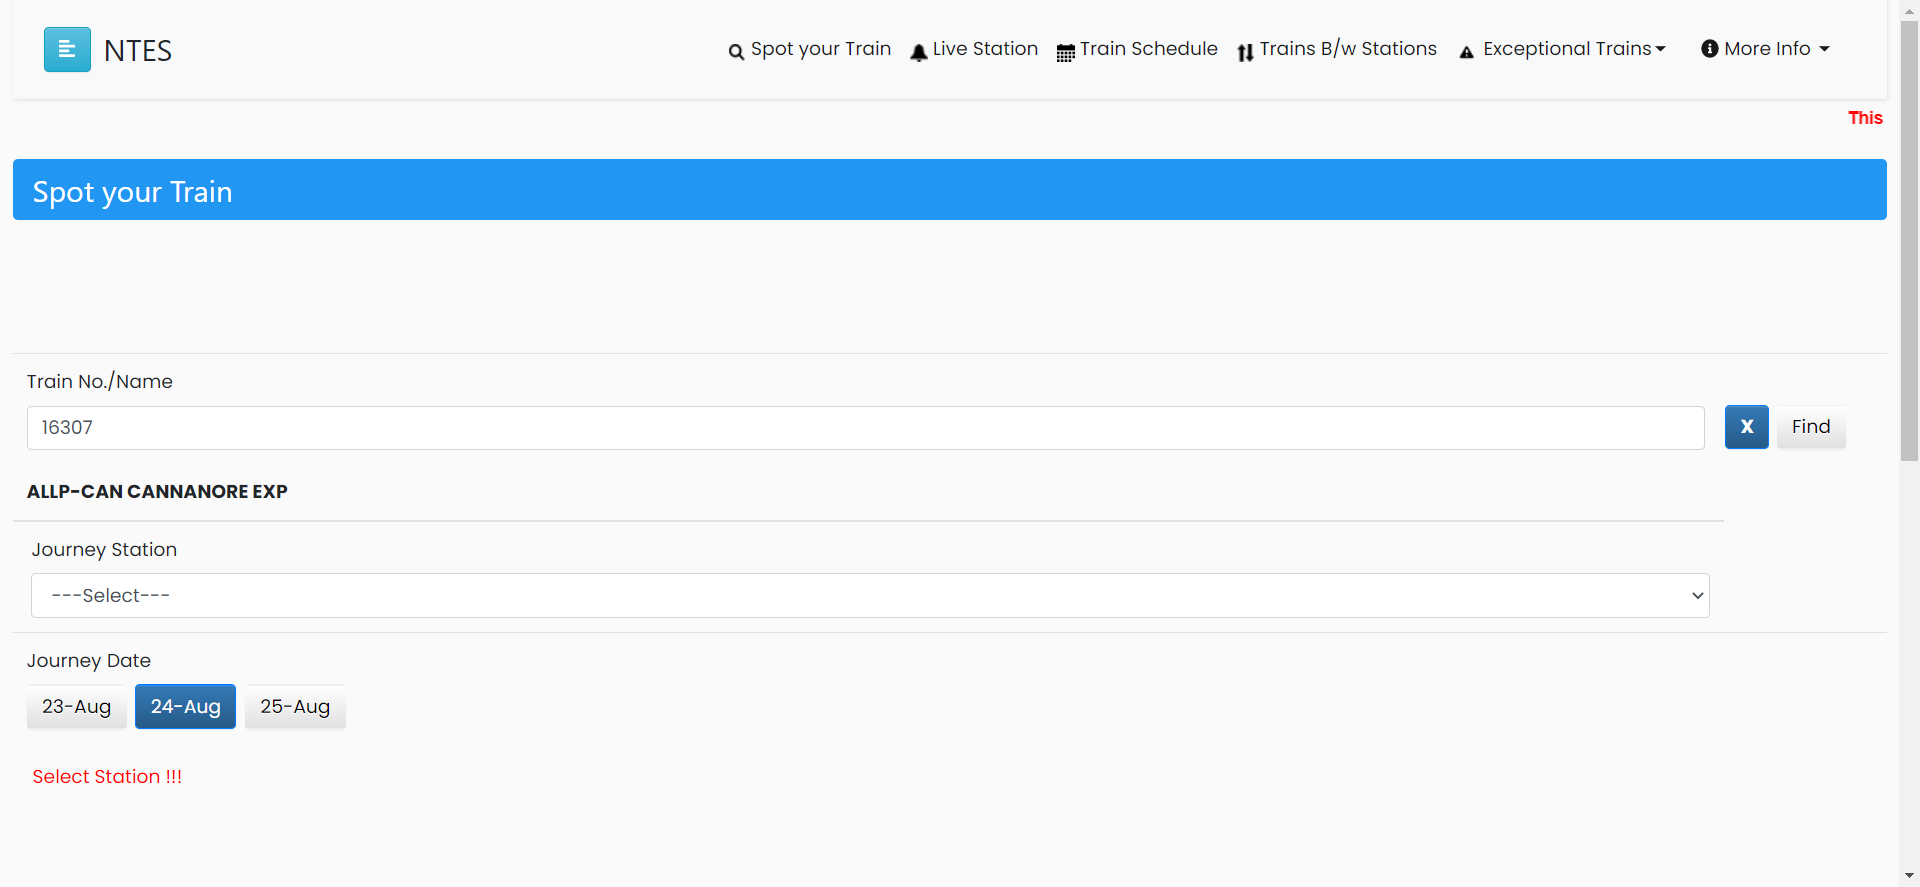 NTES
Spot your Train
Live Station
Train Schedule
Trains B/w Stations
Exceptional Trains
More Info
This
Spot your Train
Train No./Name
16307
X
Find
ALLP-CAN CANNANORE EXP
Journey Station
---Select---
Journey Date
23-Aug
24-Aug
25-Aug
Select Station !!!